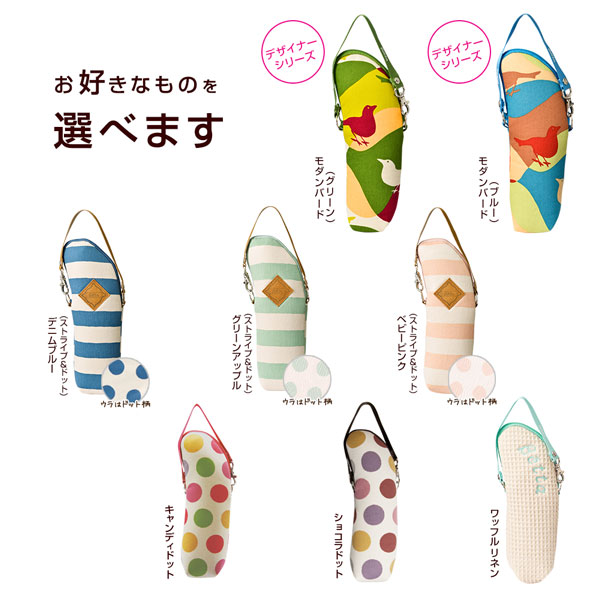 お好きなものを
選べます
デザイナー
シリーズ
デザイナー
シリーズ
モダンバード
（グリーン）
モダンバード
（ブルー）
デニムブルー
（ストライプ&ドット）
ウラはドット柄
グリーンアップル
（ストライプ&ドット）
ウラはドット柄
ベビーピンク
（ストライプ&ドット）
ウラはドット柄
キャンディドット
ショコラドット
betta
ワッフルリネン